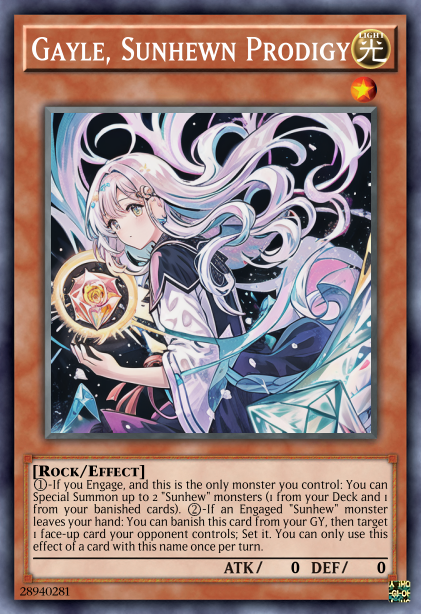 Gayle, Sunhewn Prodigy
LIGHT
光
[Rock/Effect]
①-If you Engage, and this is the only monster you control: You can
Special Summon up to 2 "Sunhew" monsters (1 from your Deck and 1
from your banished cards). ②-If an Engaged "Sunhew" monster
leaves your hand: You can banish this card from your GY, then target
1 face-up card your opponent controls; Set it. You can only use this
effect of a card with this name once per turn.
ATK / 0 DEF / 0
28940281